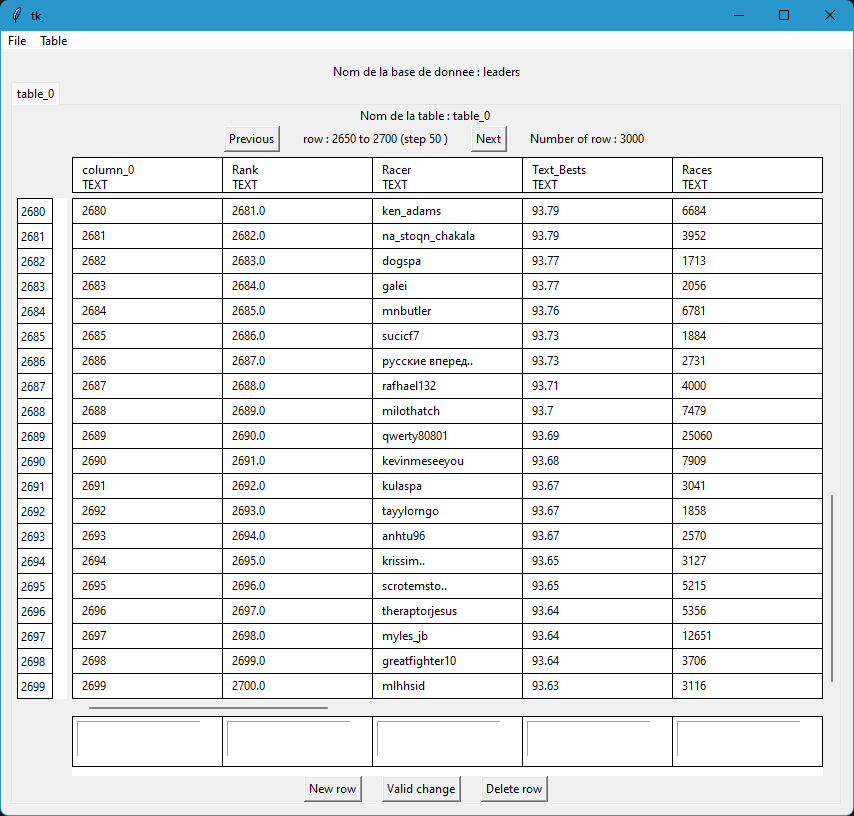 tk
File Table
Nom de la base de donnee : leaders
table_0
Nom de la table : table_0
Previous row : 2650 to 2700 (step 50 ) Next Number of row : 3000
column_0 Rank Racer Text_Bests Races
TEXT TEXT TEXT TEXT TEXT
2680 2680 2681.0 ken_adams 93.79 6684
2681 2681 2682.0 na_stoqn_chakala 93.79 3952
2682 2682 2683.0 dogspa 93.77 1713
2683 2683 2684.0 galei 93.77 2056
2684 2684 2685.0 mnbutler 93.76 6781
2685 2685 2686.0 sucicf7 93.73 1884
2686 2686 2687.0 русские вперед.. 93.73 2731
2687 2687 2688.0 rafhael132 93.71 4000
2688 2688 2689.0 milothatch 93.7 7479
2689 2689 2690.0 qwerty80801 93.69 25060
2690 2690 2691.0 kevinmeseeyou 93.68 7909
2691 2691 2692.0 kulaspa 93.67 3041
2692 2692 2693.0 tayylorngo 93.67 1858
2693 2693 2694.0 anhtu96 93.67 2570
2694 2694 2695.0 krissim.. 93.65 3127
2695 2695 2696.0 scrotemsto.. 93.65 5215
2696 2696 2697.0 theraptorjesus 93.64 5356
2697 2697 2698.0 myles_jb 93.64 12651
2698 2698 2699.0 greatfighter10 93.64 3706
2699 2699 2700.0 mlhhsid 93.63 3116
New row Valid change Delete row